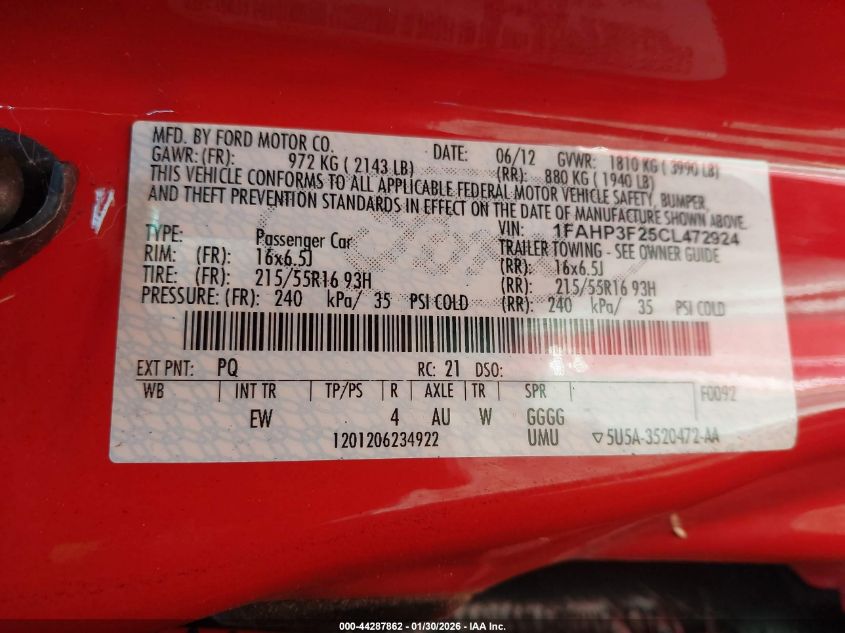 MFD. BY FORD MOTOR CO. DATE: 06/12 GVWR: 1810 KG ( 3990 LB)
GAWR: (FR): 972 KG ( 2143 LB) (RR): 880 KG ( 1940 LB)
THIS VEHICLE CONFORMS TO ALL APPLICABLE FEDERAL MOTOR VEHICLE SAFETY, BUMPER,
AND THEFT PREVENTION STANDARDS IN EFFECT ON THE DATE OF MANUFACTURE SHOWN ABOVE.
VIN: 1FAHP3F25CL472924
TYPE: Passenger Car TRAILER TOWING - SEE OWNER GUIDE
RIM: (FR): 16x6.5J (RR): 16x6.5J
TIRE: (FR): 215/55R16 93H (RR): 215/55R16 93H
PRESSURE: (FR): 240 kPa/ 35 PSI COLD (RR): 240 kPa/ 35 PSI COLD
EXT PNT: PQ RC: 21 DSO:
WB INT TR TP/PS R AXLE TR SPR F0092
EW 4 AU W GGGG
1201206234922 UMU ▽5U5A-3520472-AA
000-44287862 - 01/30/2026 - IAA Inc.